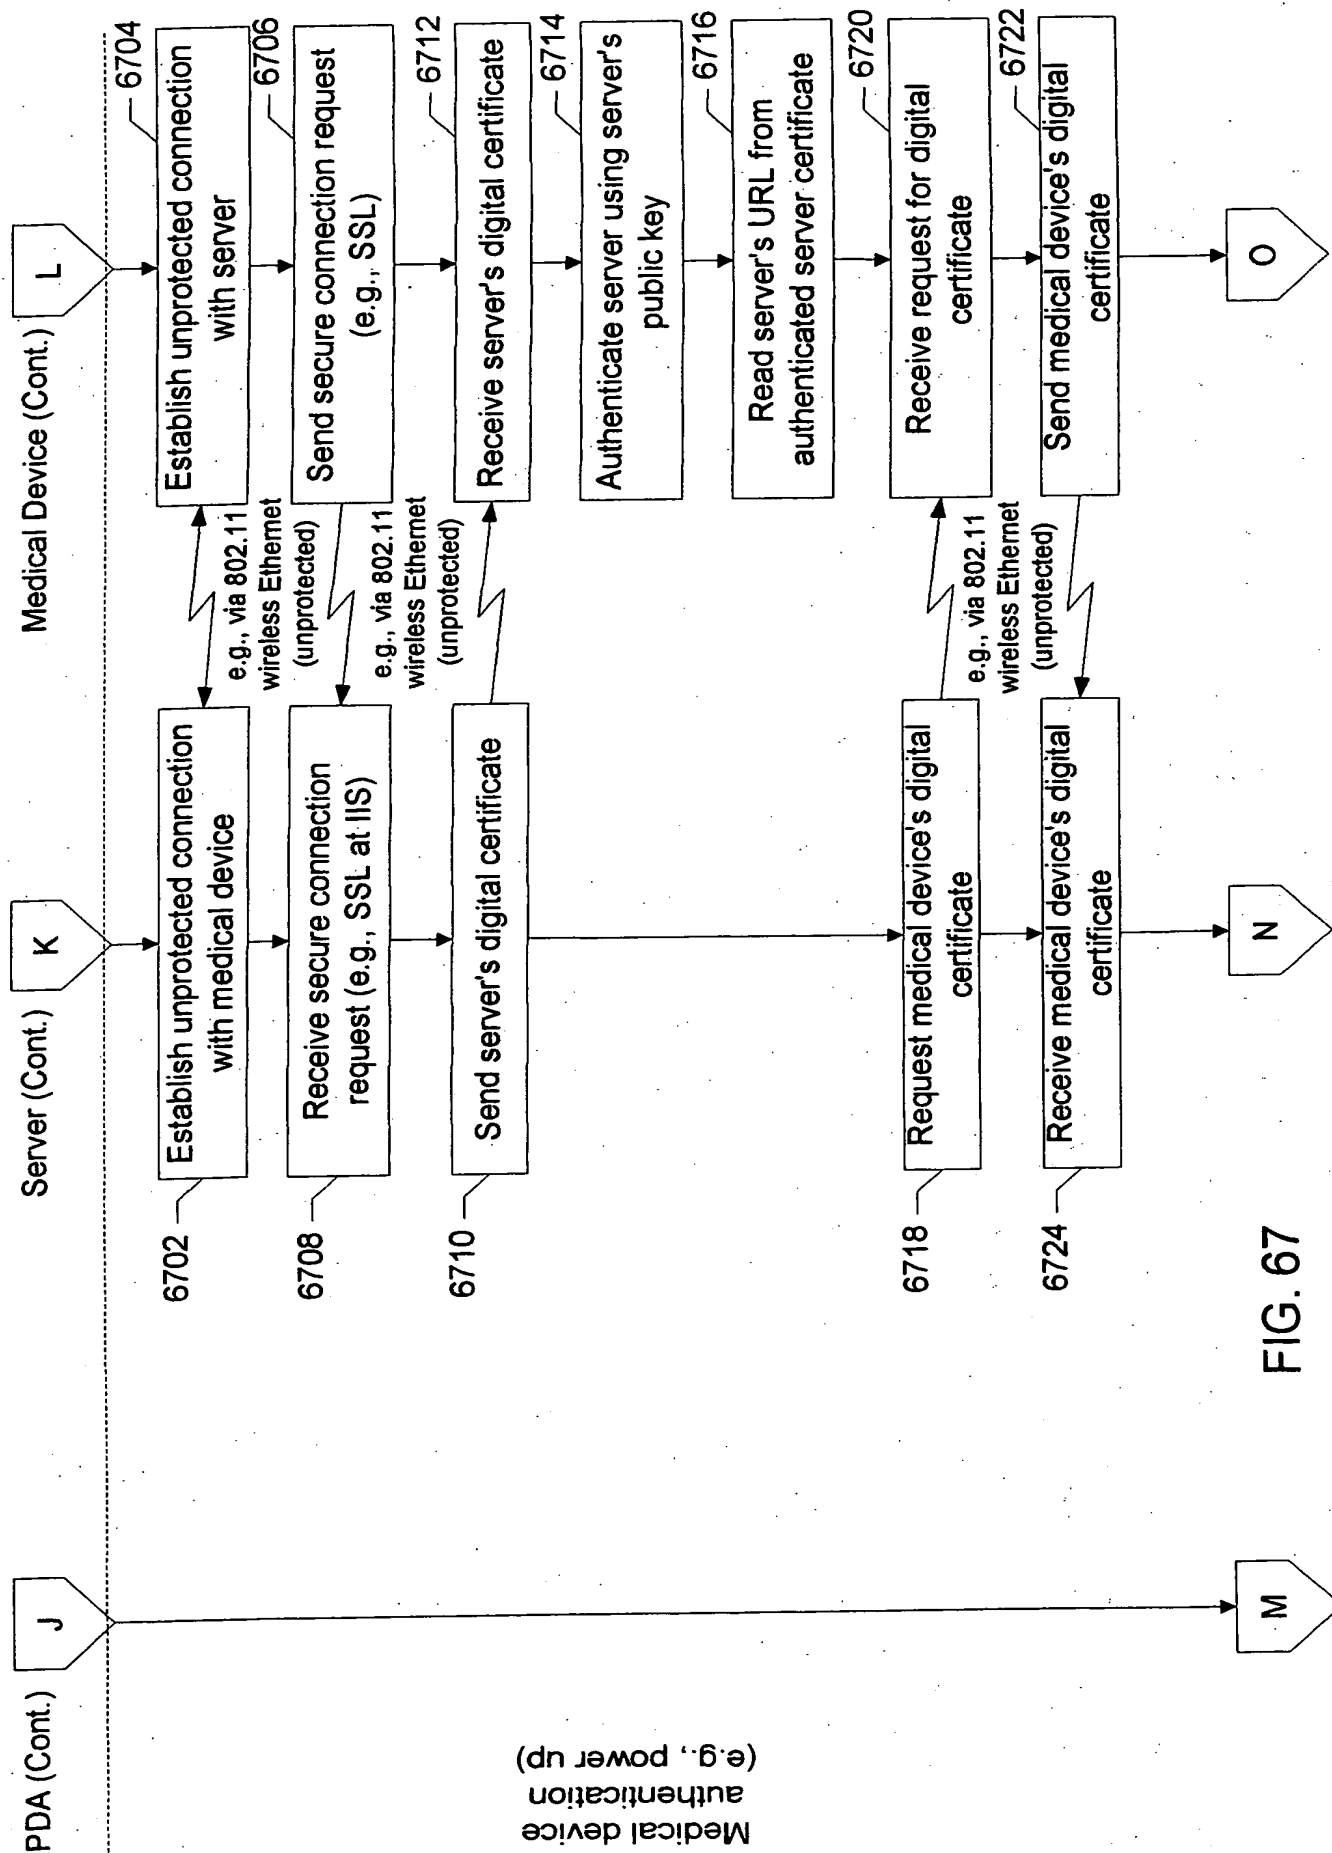 PDA (Cont.)
Server (Cont.)
Medical Device (Cont.)
J
K
L
Medical device
authentication
(e.g., power up)
6702
Establish unprotected connection
with medical device
e.g., via 802.11
wireless Ethernet
(unprotected)
6704
Establish unprotected connection
with server
6706
Send secure connection request
(e.g., SSL)
6708
Receive secure connection
request (e.g., SSL at IIS)
e.g., via 802.11
wireless Ethernet
(unprotected)
6710
Send server's digital certificate
6712
Receive server's digital certificate
6714
Authenticate server using server's
public key
6716
Read server's URL from
authenticated server certificate
6718
Request medical device's digital
certificate
e.g., via 802.11
wireless Ethernet
(unprotected)
6720
Receive request for digital
certificate
6722
Send medical device's digital
certificate
6724
Receive medical device's digital
certificate
M
N
O
FIG. 67